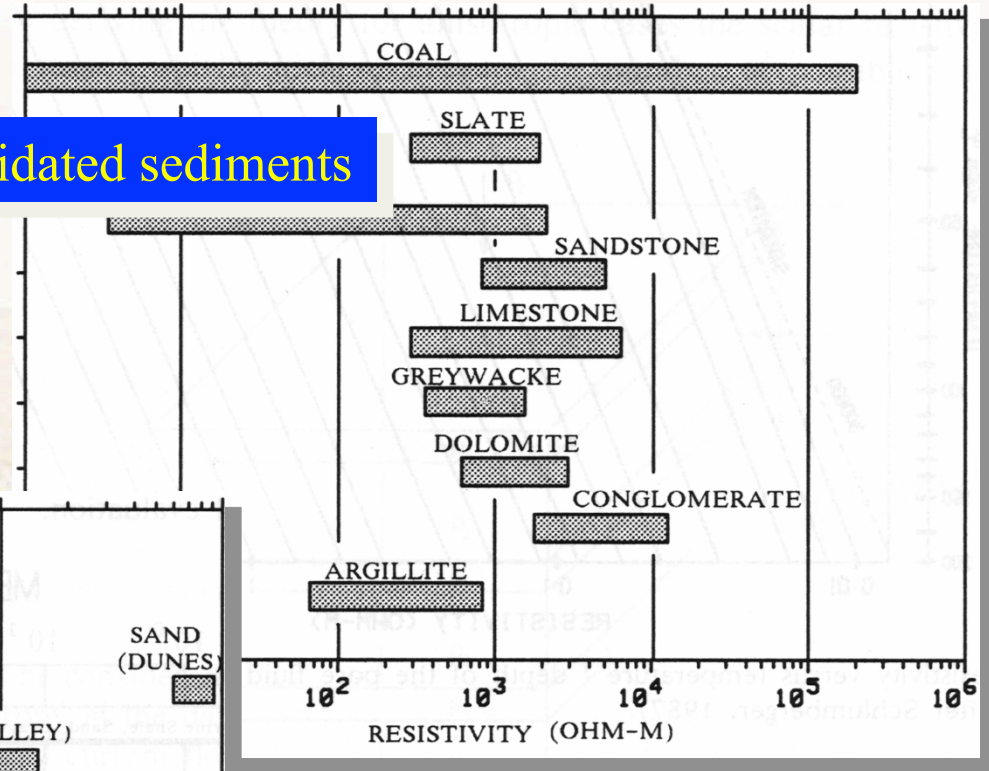 COAL
SLATE
idated sediments
SANDSTONE
LIMESTONE
GREYWACKE
DOLOMITE
CONGLOMERATE
ARGILLITE
SAND
(DUNES)
LLEY)
10² 10³ 10⁴ 10⁵ 10⁶
RESISTIVITY (OHM-M)